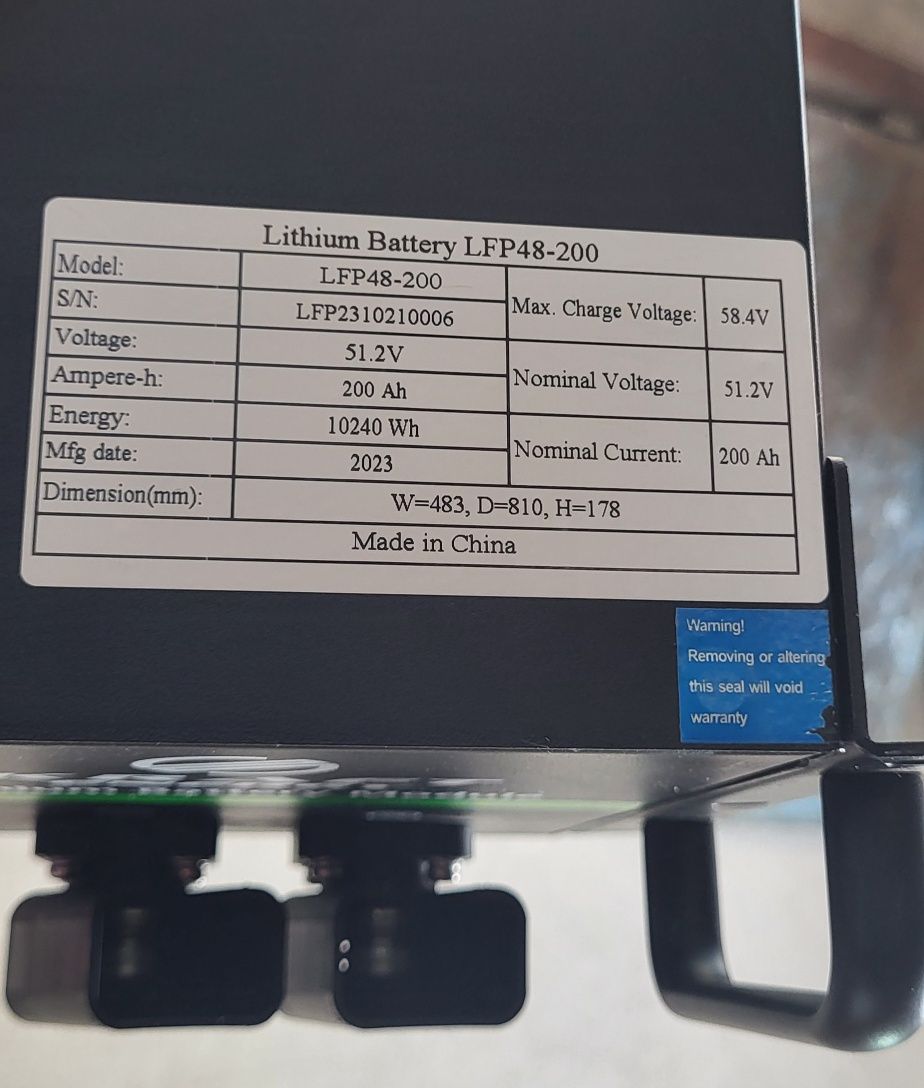 Lithium Battery LFP48-200
Model: LFP48-200
S/N: LFP2310210006
Voltage: 51.2V
Ampere-h: 200 Ah
Energy: 10240 Wh
Mfg date: 2023
Max. Charge Voltage: 58.4V
Nominal Voltage: 51.2V
Nominal Current: 200 Ah
Dimension(mm): W=483, D=810, H=178
Made in China
Warning!
Removing or altering
this seal will void
warranty